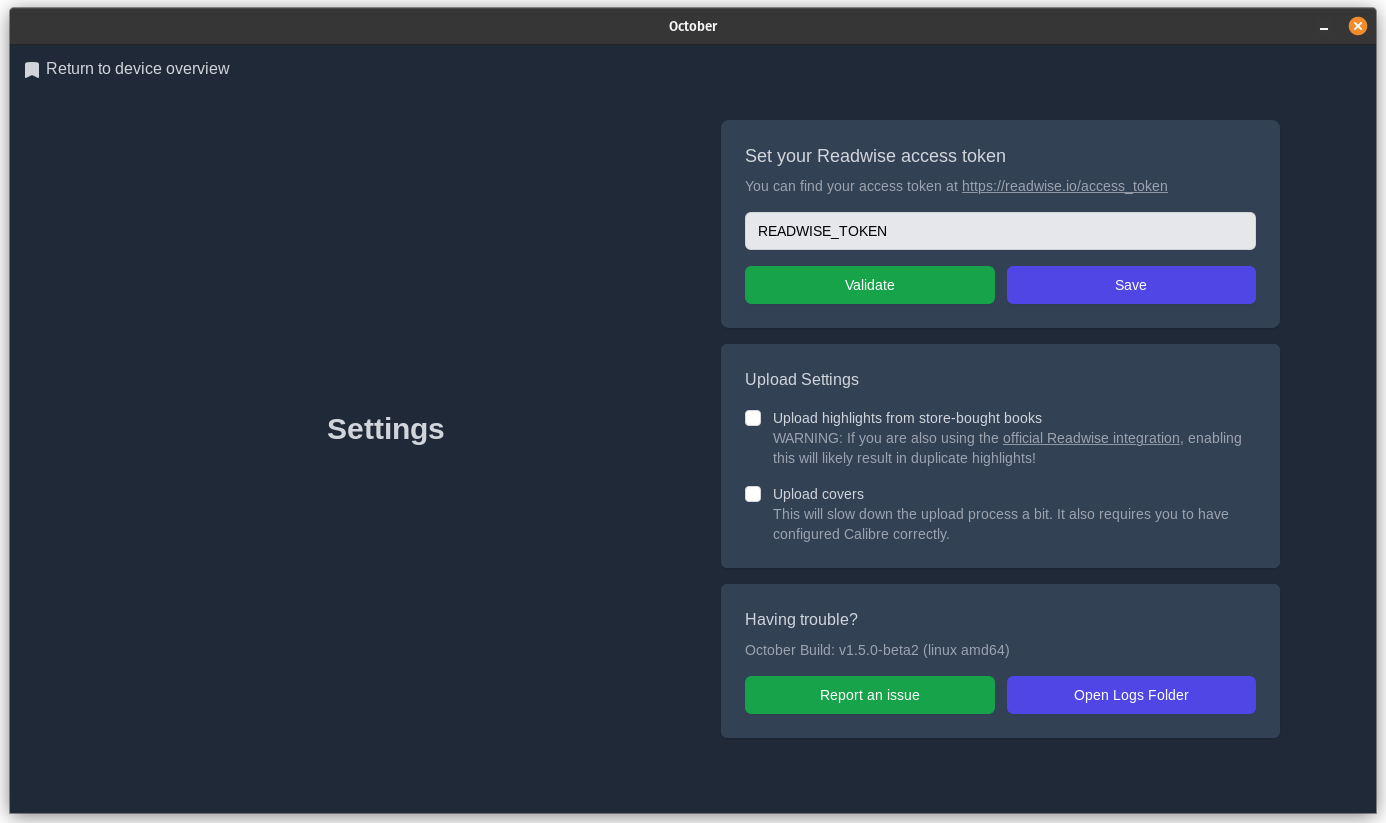 October
Return to device overview
Settings
Set your Readwise access token
You can find your access token at https://readwise.io/access_token
READWISE_TOKEN
Validate
Save
Upload Settings
Upload highlights from store-bought books
WARNING: If you are also using the official Readwise integration, enabling
this will likely result in duplicate highlights!
Upload covers
This will slow down the upload process a bit. It also requires you to have
configured Calibre correctly.
Having trouble?
October Build: v1.5.0-beta2 (linux amd64)
Report an issue
Open Logs Folder